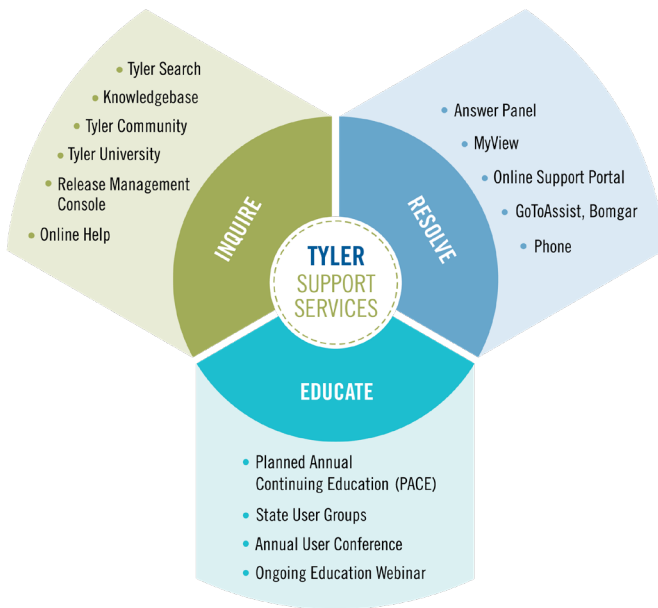 • Tyler Search
• Knowledgebase
• Tyler Community
• Tyler University
• Release Management
Console
• Online Help
INQUIRE
• Answer Panel
• MyView
• Online Support Portal
• GoToAssist, Bomgar
• Phone
RESOLVE
TYLER
SUPPORT
SERVICES
EDUCATE
• Planned Annual
Continuing Education (PACE)
• State User Groups
• Annual User Conference
• Ongoing Education Webinar